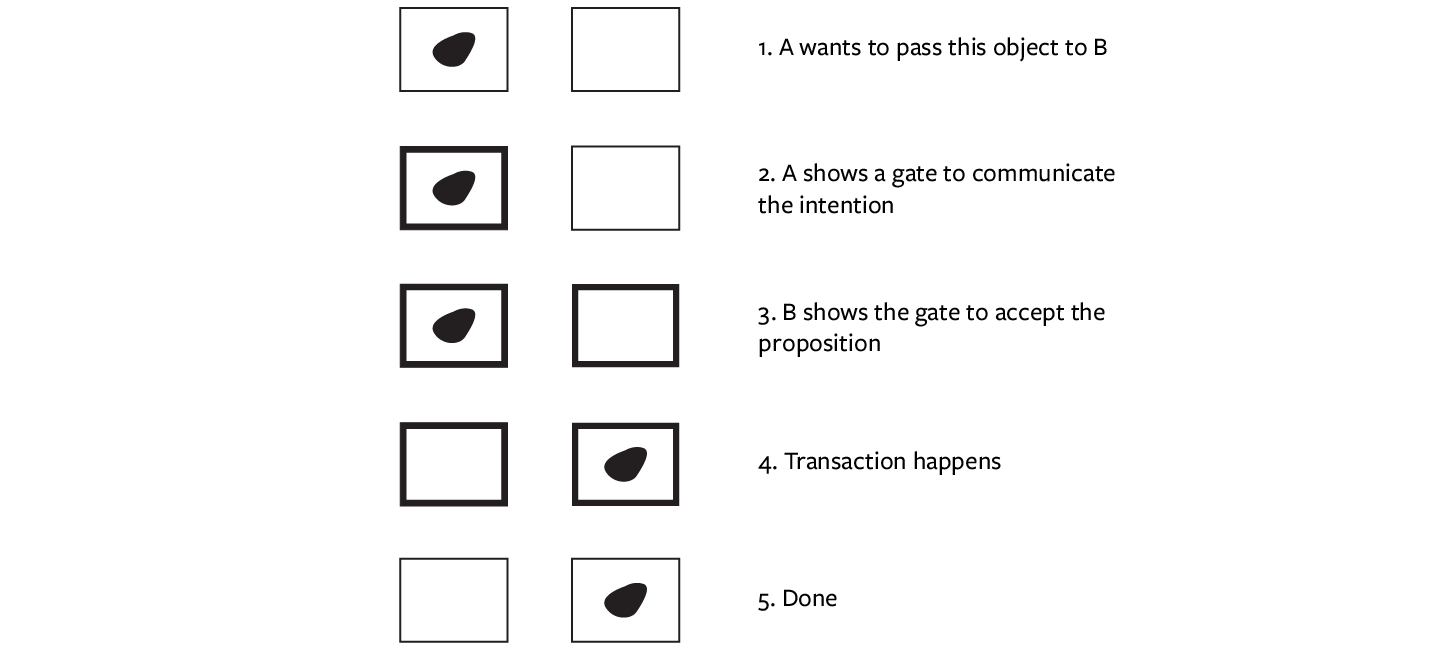 1. A wants to pass this object to B
2. A shows a gate to communicate
the intention
3. B shows the gate to accept the
proposition
4. Transaction happens
5. Done